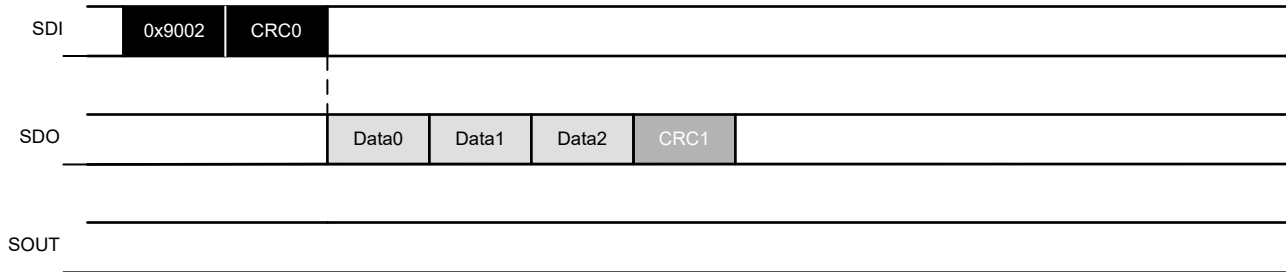 SDI 0x9002 CRC0
SDO Data0 Data1 Data2 CRC1
SOUT